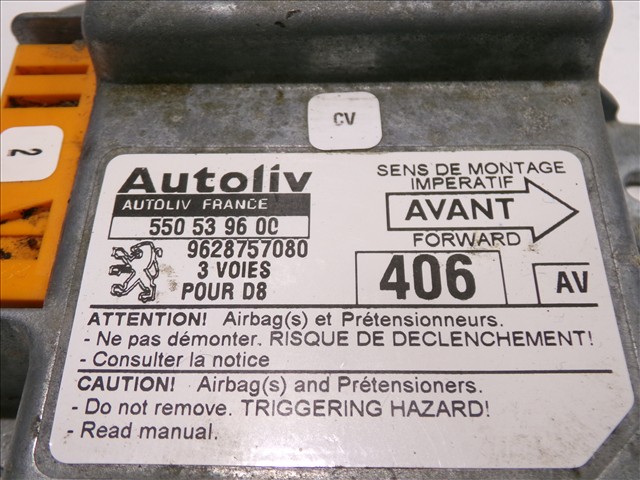 CV
2
Autoliv
AUTOLIV FRANCE
550 53 96 00
9628757080
3 VOIES
POUR D8
SENS DE MONTAGE
IMPERATIF
AVANT
FORWARD
406
AV
ATTENTION! Airbag(s) et Prétensionneurs.
- Ne pas démonter. RISQUE DE DECLENCHEMENT!
- Consulter la notice
CAUTION! Airbag(s) and Prétensioners.
- Do not remove. TRIGGERING HAZARD!
- Read manual.